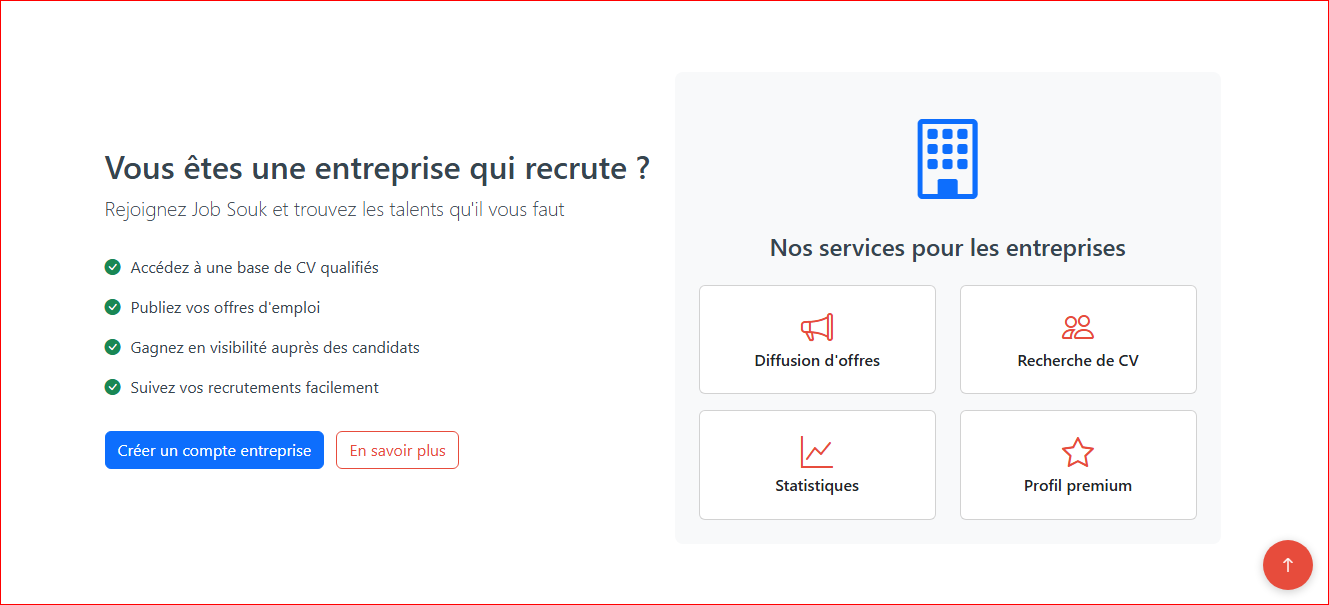 Vous êtes une entreprise qui recrute ?
Rejoignez Job Souk et trouvez les talents qu'il vous faut
Accédez à une base de CV qualifiés
Publiez vos offres d'emploi
Gagnez en visibilité auprès des candidats
Suivez vos recrutements facilement
Créer un compte entreprise
En savoir plus
Nos services pour les entreprises
Diffusion d'offres
Recherche de CV
Statistiques
Profil premium